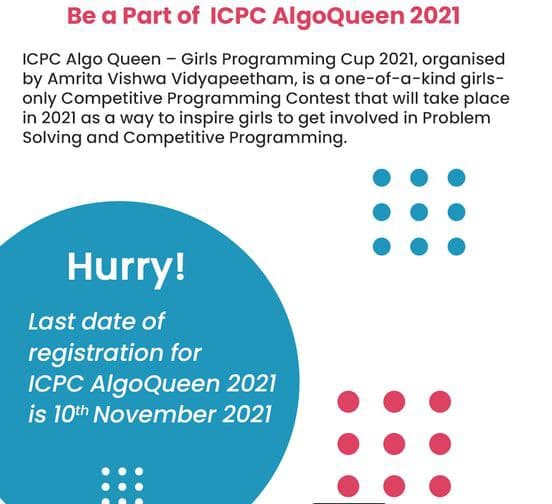 Be a Part of ICPC AlgoQueen 2021
ICPC Algo Queen – Girls Programming Cup 2021, organised
by Amrita Vishwa Vidyapeetham, is a one-of-a-kind girls-
only Competitive Programming Contest that will take place
in 2021 as a way to inspire girls to get involved in Problem
Solving and Competitive Programming.
Hurry!
Last date of
registration for
ICPC AlgoQueen 2021
is 10th November 2021